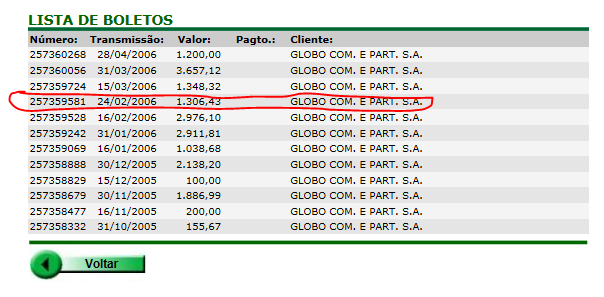 LISTA DE BOLETOS
Número: Transmissão: Valor: Pagto.: Cliente:
257360268 28/04/2006 1.200,00 GLOBO COM. E PART. S.A.
257360056 31/03/2006 3.657,12 GLOBO COM. E PART. S.A.
257359724 15/03/2006 1.348,32 GLOBO COM. E PART. S.A.
257359581 24/02/2006 1.306,43 GLOBO COM. E PART. S.A.
257359528 16/02/2006 2.976,10 GLOBO COM. E PART. S.A.
257359242 31/01/2006 2.911,81 GLOBO COM. E PART. S.A.
257359069 16/01/2006 1.038,68 GLOBO COM. E PART. S.A.
257358888 30/12/2005 2.138,20 GLOBO COM. E PART. S.A.
257358829 15/12/2005 100,00 GLOBO COM. E PART. S.A.
257358679 30/11/2005 1.886,99 GLOBO COM. E PART. S.A.
257358477 16/11/2005 200,00 GLOBO COM. E PART. S.A.
257358332 31/10/2005 155,67 GLOBO COM. E PART. S.A.
Voltar